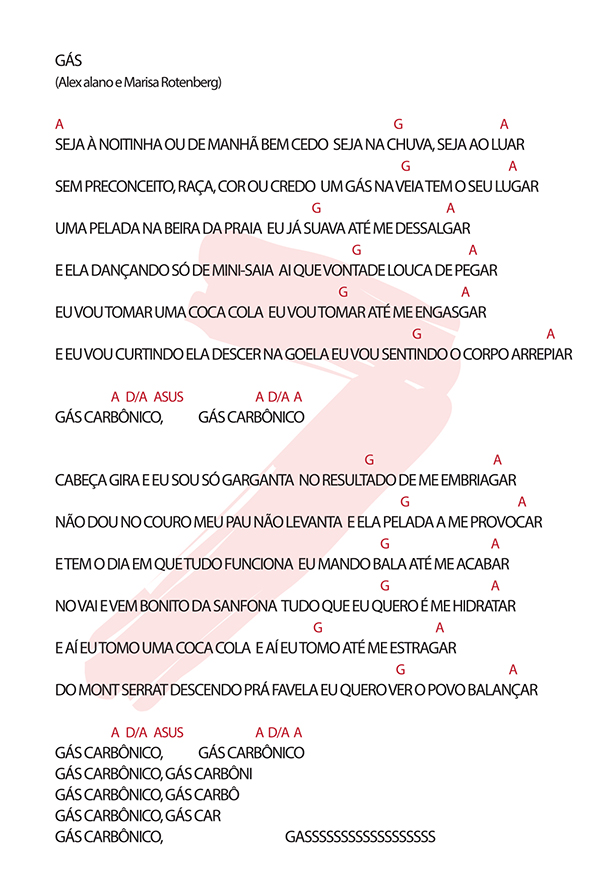 GÁS
(Alex alano e Marisa Rotenberg)
A G A
SEJA À NOITINHA OU DE MANHÃ BEM CEDO SEJA NA CHUVA, SEJA AO LUAR
G A
SEM PRECONCEITO, RAÇA, COR OU CREDO UM GÁS NA VEIA TEM O SEU LUGAR
G A
UMA PELADA NA BEIRA DA PRAIA EU JÁ SUAVA ATÉ ME DESSALGAR
G A
E ELA DANÇANDO SÓ DE MINI-SAIA AI QUE VONTADE LOUCA DE PEGAR
G A
EU VOU TOMAR UMA COCA COLA EU VOU TOMAR ATÉ ME ENGASGAR
G A
E EU VOU CURTINDO ELA DESCER NA GOELA EU VOU SENTINDO O CORPO ARREPIAR
A D/A ASUS A D/A A
GÁS CARBÔNICO, GÁS CARBÔNICO
G A
CABEÇA GIRA E EU SOU SÓ GARGANTA NO RESULTADO DE ME EMBRIAGAR
G A
NÃO DOU NO COURO MEU PAU NÃO LEVANTA E ELA PELADA A ME PROVOCAR
G A
E TEM O DIA EM QUE TUDO FUNCIONA EU MANDO BALA ATÉ ME ACABAR
G A
NO VAI E VEM BONITO DA SANFONA TUDO QUE EU QUERO É ME HIDRATAR
G A
E AÍ EU TOMO UMA COCA COLA E AÍ EU TOMO ATÉ ME ESTRAGAR
G A
DO MONT SERRAT DESCENDO PRÁ FAVELA EU QUERO VER O POVO BALANÇAR
A D/A ASUS A D/A A
GÁS CARBÔNICO, GÁS CARBÔNICO
GÁS CARBÔNICO, GÁS CARBÔNI
GÁS CARBÔNICO, GÁS CARBÔ
GÁS CARBÔNICO, GÁS CAR
GÁS CARBÔNICO, GASSSSSSSSSSSSSSSSSSS